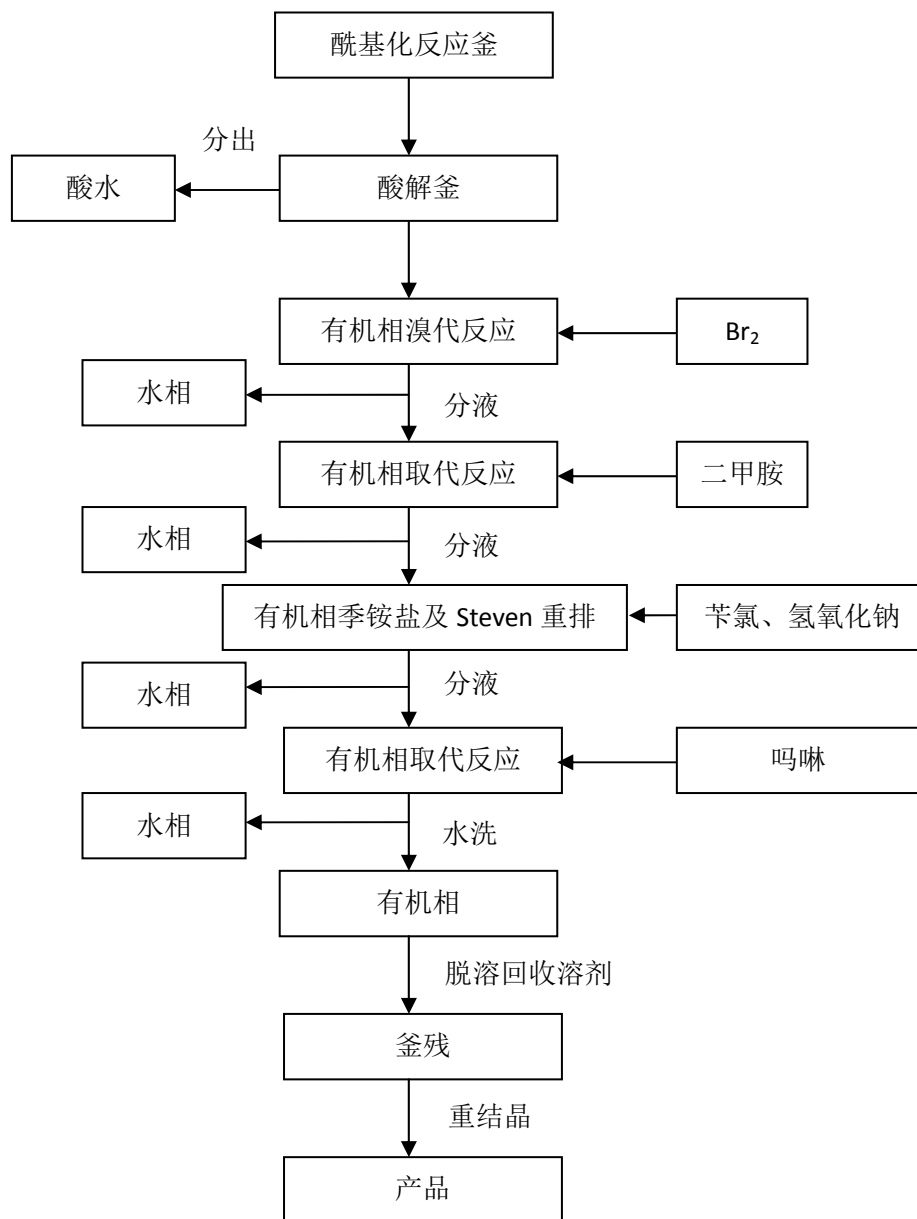 酰基化反应釜
分出
酸水
酸解釜
有机相溴代反应
Br₂
水相
分液
有机相取代反应
二甲胺
水相
分液
有机相季铵盐及 Steven 重排
苄氯、氢氧化钠
水相
分液
有机相取代反应
吗啉
水相
水洗
有机相
脱溶回收溶剂
釜残
重结晶
产品